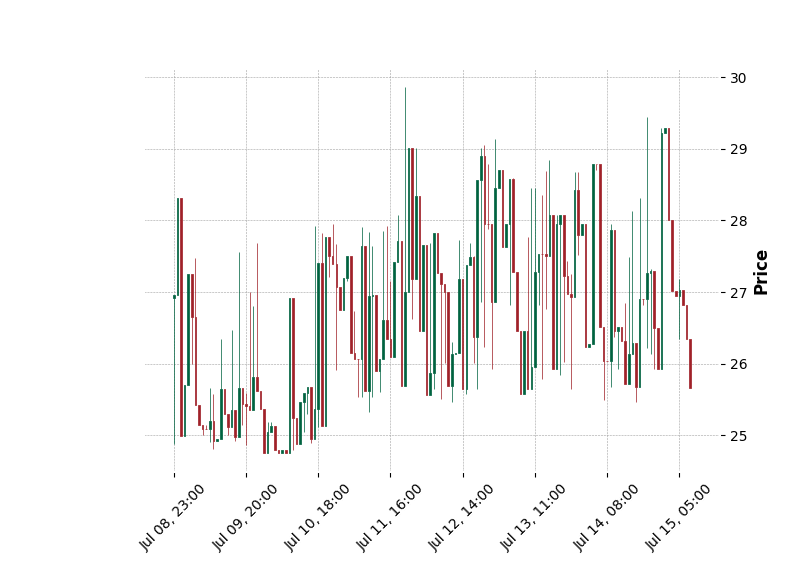 30
29
28
27
26
25
Price
Jul 08, 23:00
Jul 09, 20:00
Jul 10, 18:00
Jul 11, 16:00
Jul 12, 14:00
Jul 13, 11:00
Jul 14, 08:00
Jul 15, 05:00